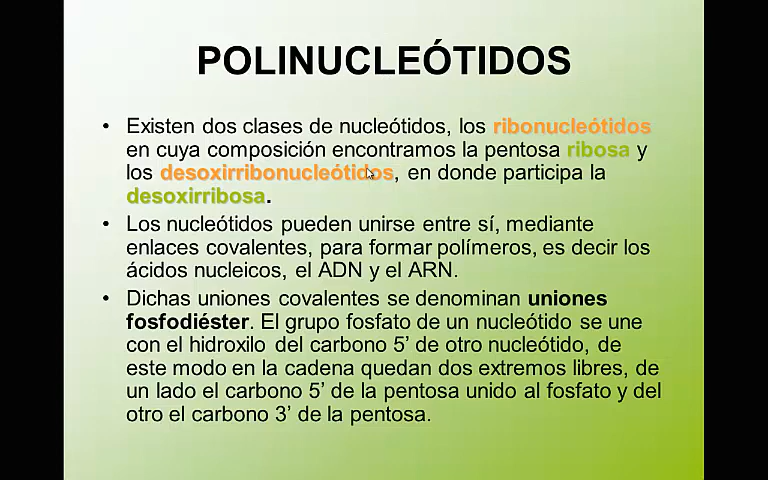 POLINUCLEÓTIDOS
• Existen dos clases de nucleótidos, los ribonucleótidos
en cuya composición encontramos la pentosa ribosa y
los desoxirribonucleótidos, en donde participa la
desoxirribosa.
• Los nucleótidos pueden unirse entre sí, mediante
enlaces covalentes, para formar polímeros, es decir los
ácidos nucleicos, el ADN y el ARN.
• Dichas uniones covalentes se denominan uniones
fosfodiéster. El grupo fosfato de un nucleótido se une
con el hidroxilo del carbono 5’ de otro nucleótido, de
este modo en la cadena quedan dos extremos libres, de
un lado el carbono 5’ de la pentosa unido al fosfato y del
otro el carbono 3’ de la pentosa.